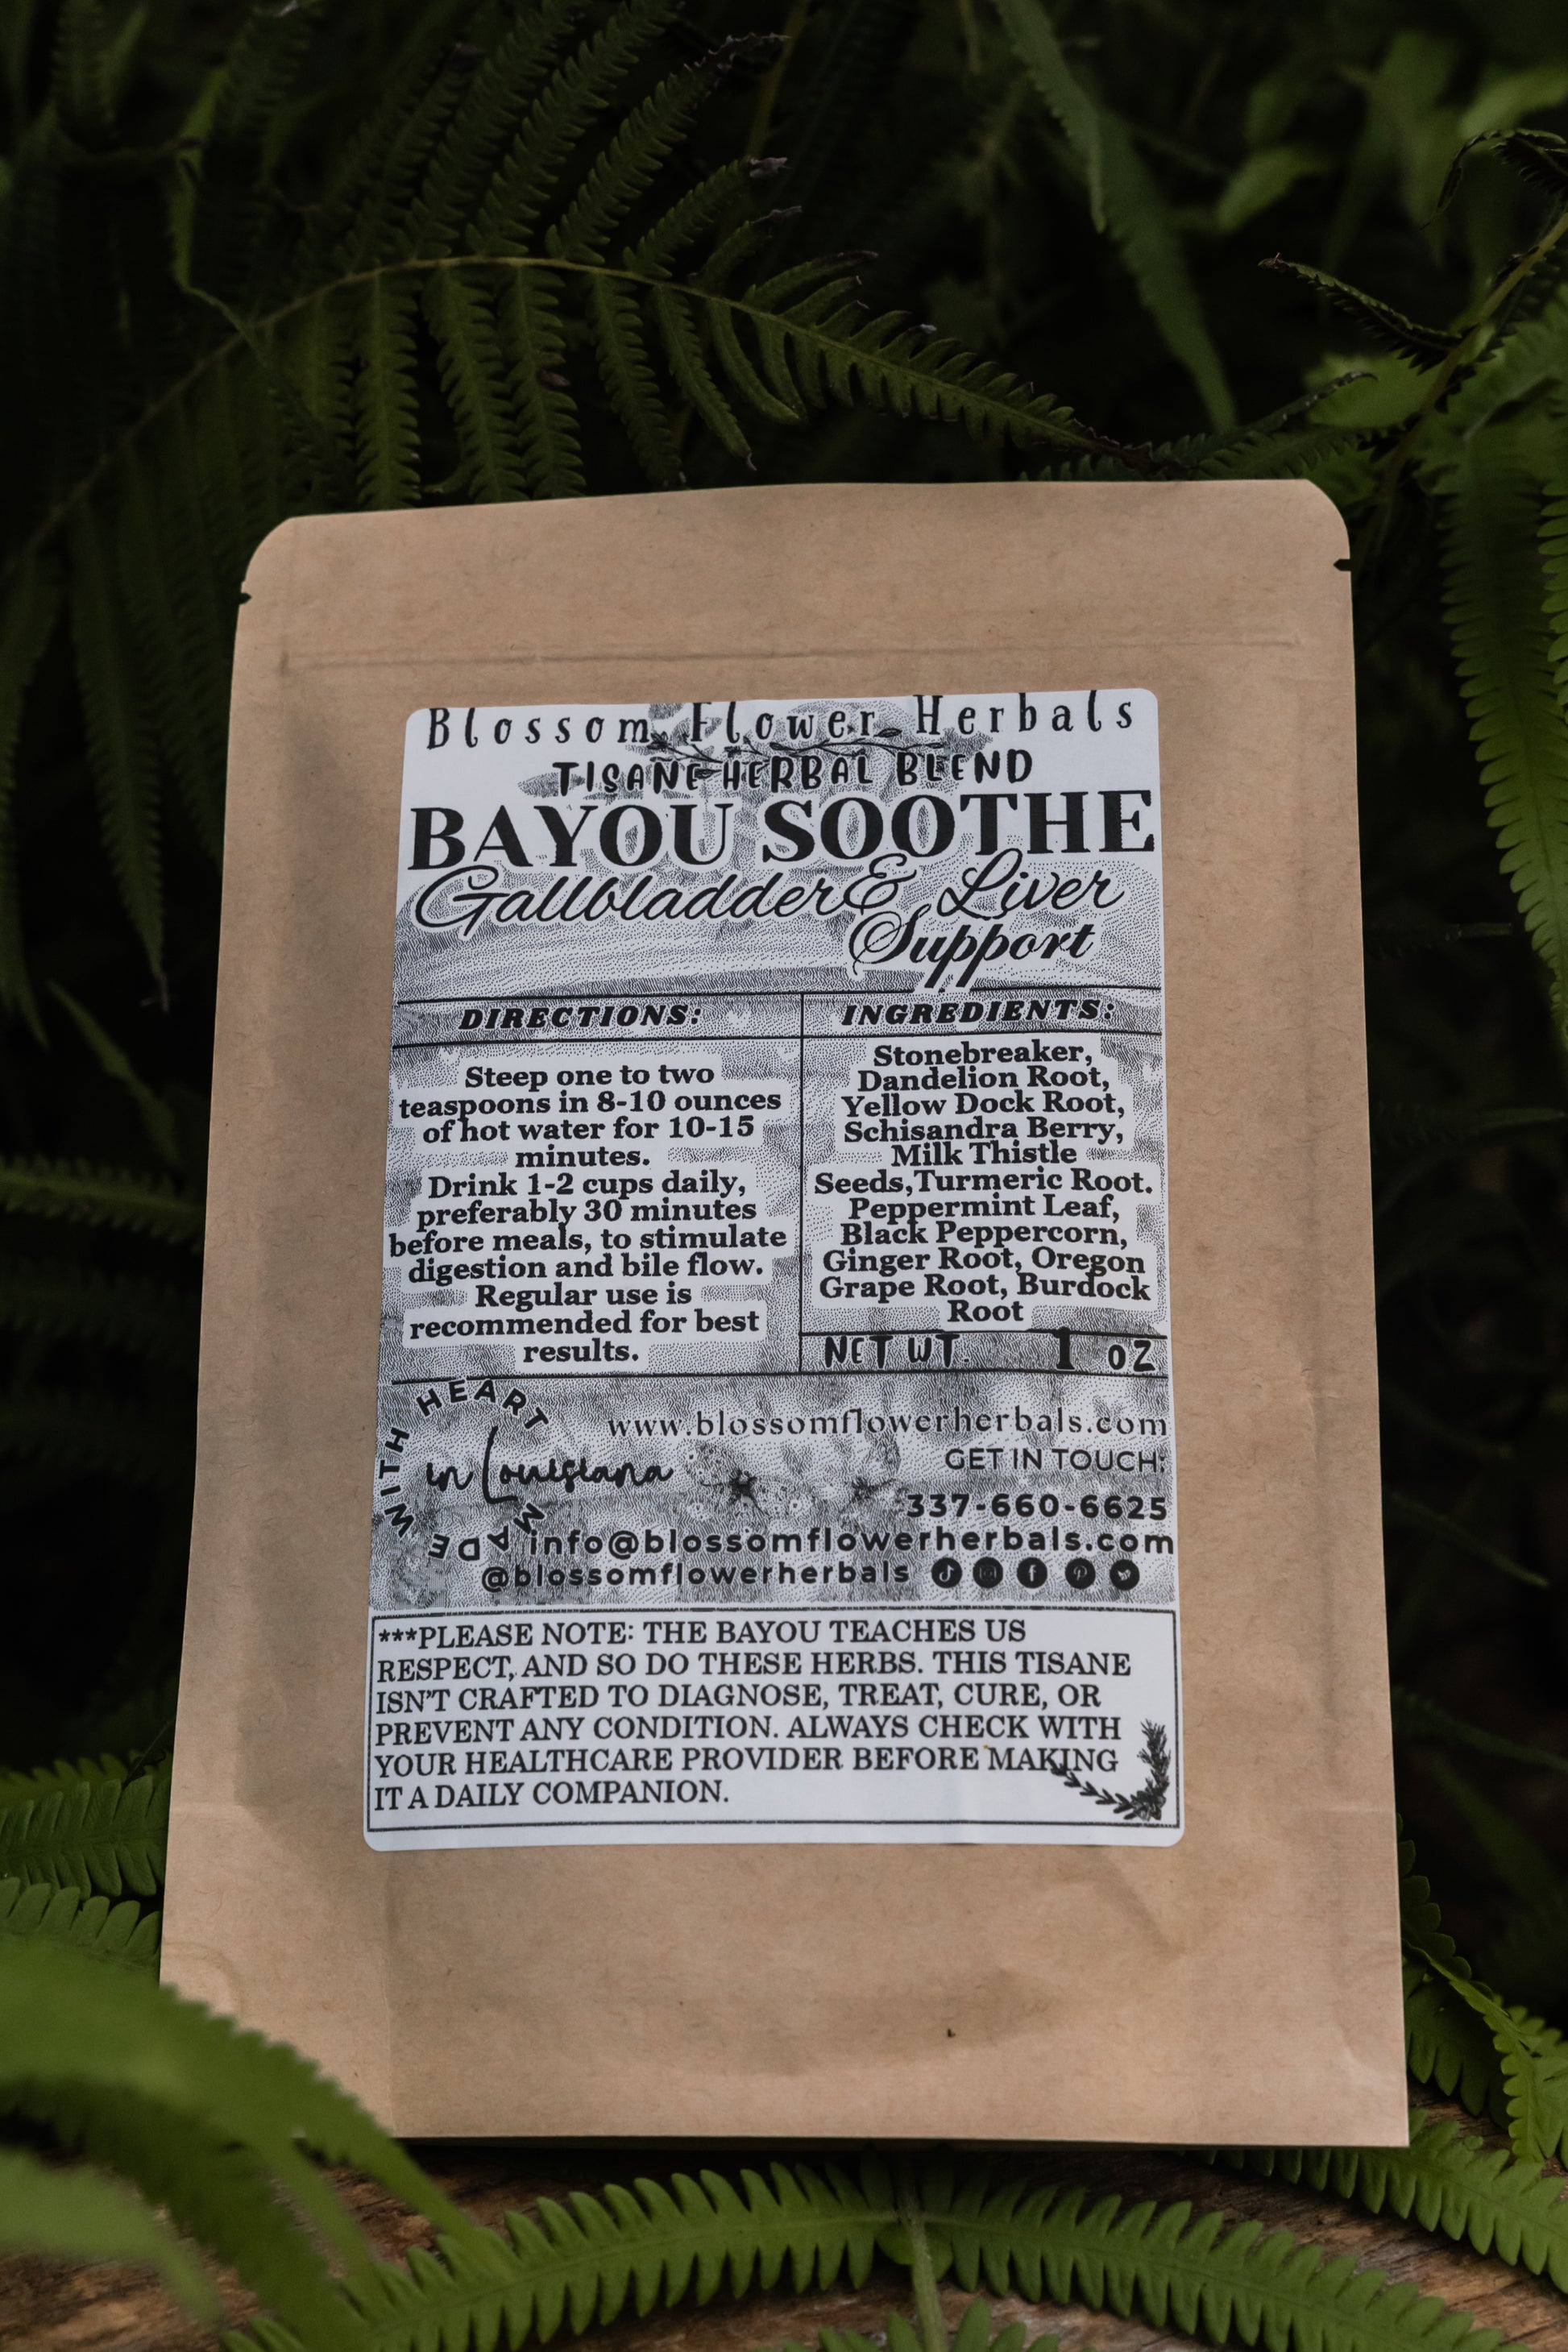 Blossom Flower Herbals
TISANE HERBAL BLEND
BAYOU SOOTHE
Gallbladder & Liver
Support
DIRECTIONS:
Steep one to two
teaspoons in 8-10 ounces
of hot water for 10-15
minutes.
Drink 1-2 cups daily,
preferably 30 minutes
before meals, to stimulate
digestion and bile flow.
Regular use is
recommended for best
results.
INGREDIENTS:
Stonebreaker,
Dandelion Root,
Yellow Dock Root,
Schisandra Berry,
Milk Thistle
Seeds,Turmeric Root.
Peppermint Leaf,
Black Peppercorn,
Ginger Root, Oregon
Grape Root, Burdock
Root
NET WT. 1 OZ
MADE WITH HEART
in Louisiana
www.blossomflowerherbals.com
GET IN TOUCH:
337-660-6625
info@blossomflowerherbals.com
@blossomflowerherbals
***PLEASE NOTE: THE BAYOU TEACHES US
RESPECT, AND SO DO THESE HERBS. THIS TISANE
ISN'T CRAFTED TO DIAGNOSE, TREAT, CURE, OR
PREVENT ANY CONDITION. ALWAYS CHECK WITH
YOUR HEALTHCARE PROVIDER BEFORE MAKING
IT A DAILY COMPANION.